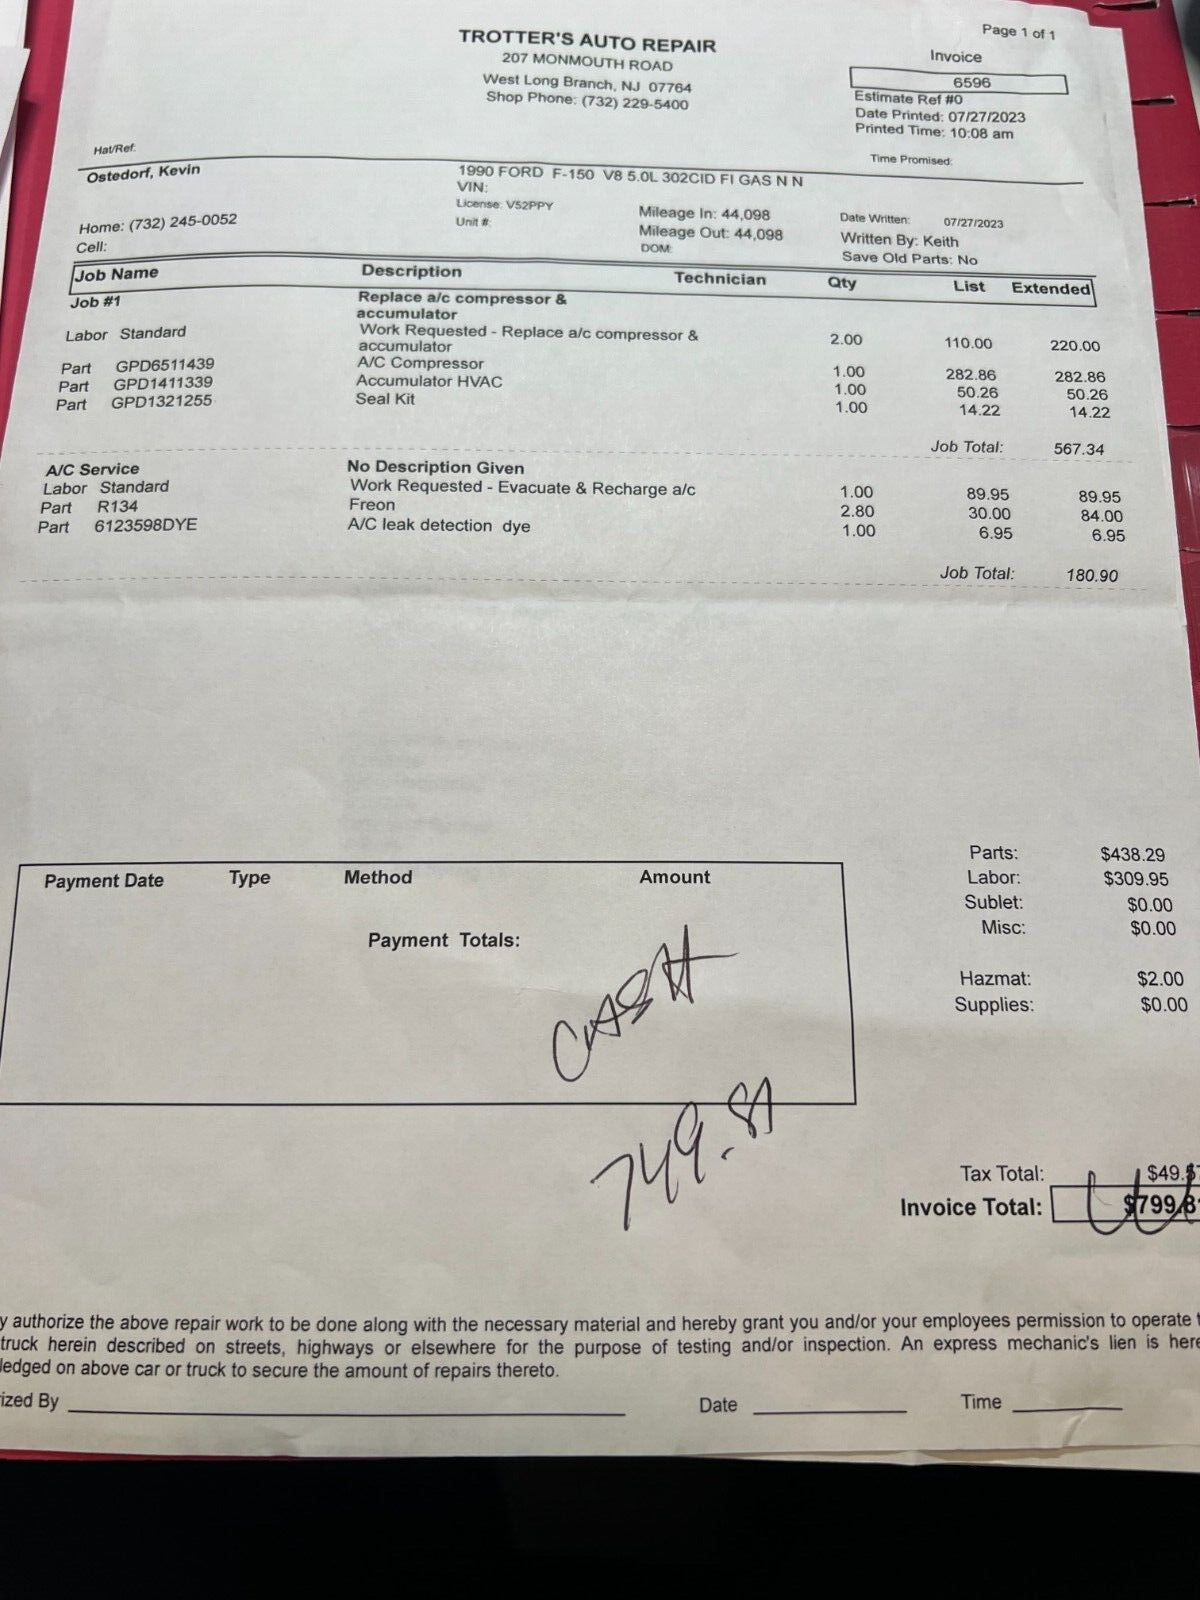 Page 1 of 1
TROTTER'S AUTO REPAIR
207 MONMOUTH ROAD
West Long Branch, NJ 07764
Shop Phone: (732) 229-5400
Invoice
6596
Estimate Ref #0
Date Printed: 07/27/2023
Printed Time: 10:08 am
Hat/Ref:
Time Promised:
Ostedorf, Kevin
1990 FORD F-150 V8 5.0L 302CID FI GAS N N
VIN:
License: V52PPY
Unit #:
Home: (732) 245-0052
Cell:
Mileage In: 44,098
Mileage Out: 44,098
DOM:
Date Written: 07/27/2023
Written By: Keith
Save Old Parts: No
Job Name Description Technician Qty List Extended
Job #1 Replace a/c compressor &
accumulator
Labor Standard Work Requested - Replace a/c compressor & 2.00 110.00 220.00
accumulator
Part GPD6511439 A/C Compressor 1.00 282.86 282.86
Part GPD1411339 Accumulator HVAC 1.00 50.26 50.26
Part GPD1321255 Seal Kit 1.00 14.22 14.22
Job Total: 567.34
A/C Service No Description Given
Labor Standard Work Requested - Evacuate & Recharge a/c 1.00 89.95 89.95
Part R134 Freon 2.80 30.00 84.00
Part 6123598DYE A/C leak detection dye 1.00 6.95 6.95
Job Total: 180.90
Parts: $438.29
Labor: $309.95
Sublet: $0.00
Misc: $0.00
Hazmat: $2.00
Supplies: $0.00
Payment Date Type Method Amount
Payment Totals:
CASH
749.81
Tax Total: $49.57
Invoice Total: $799.81
y authorize the above repair work to be done along with the necessary material and hereby grant you and/or your employees permission to operate t
truck herein described on streets, highways or elsewhere for the purpose of testing and/or inspection. An express mechanic's lien is here
ledged on above car or truck to secure the amount of repairs thereto.
ized By Date Time